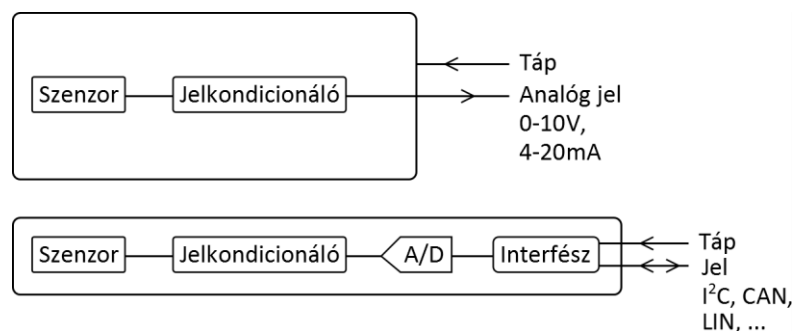 Táp
Szenzor
Jelkondicionáló
Analóg jel
0-10V,
4-20mA
Szenzor
Jelkondicionáló
A/D
Interfész
Táp
Jel
I²C, CAN,
LIN, ...